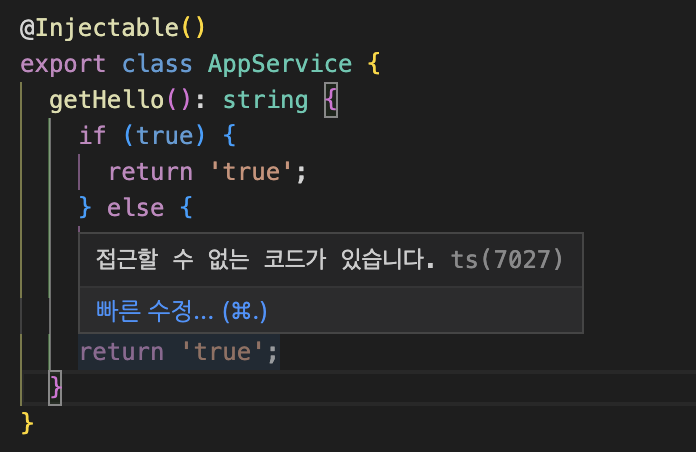 @Injectable()
export class AppService {
getHello(): string {
if (true) {
return 'true';
} else {
접근할 수 없는 코드가 있습니다. ts(7027)
빠른 수정... (⌘.)
return 'true';
}
}